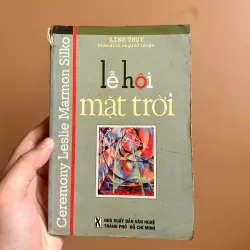 LINH THỤY
Ceremony Leslie Marmon Silko
lễ hội
mặt trời
NHÀ XUẤT BẢN VĂN NGHỆ
THÀNH PHỐ HỒ CHÍ MINH